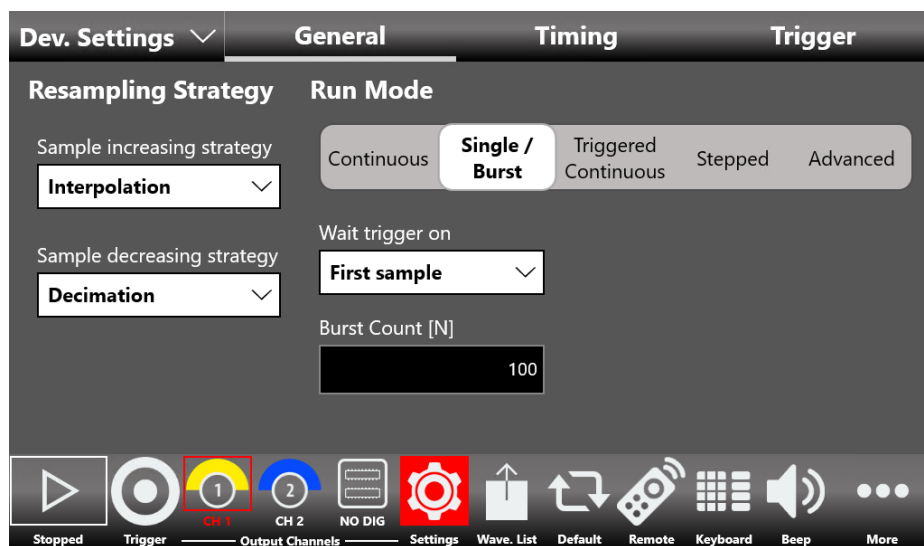 Dev. Settings
General
Timing
Trigger
Resampling Strategy
Run Mode
Sample increasing strategy
Interpolation
Continuous
Single /
Burst
Triggered
Continuous
Stepped
Advanced
Wait trigger on
First sample
Sample decreasing strategy
Decimation
Burst Count [N]
100
1
2
CH 1
CH 2
NO DIG
Stopped
Trigger
Output Channels
Settings
Wave. List
Default
Remote
Keyboard
Beep
More